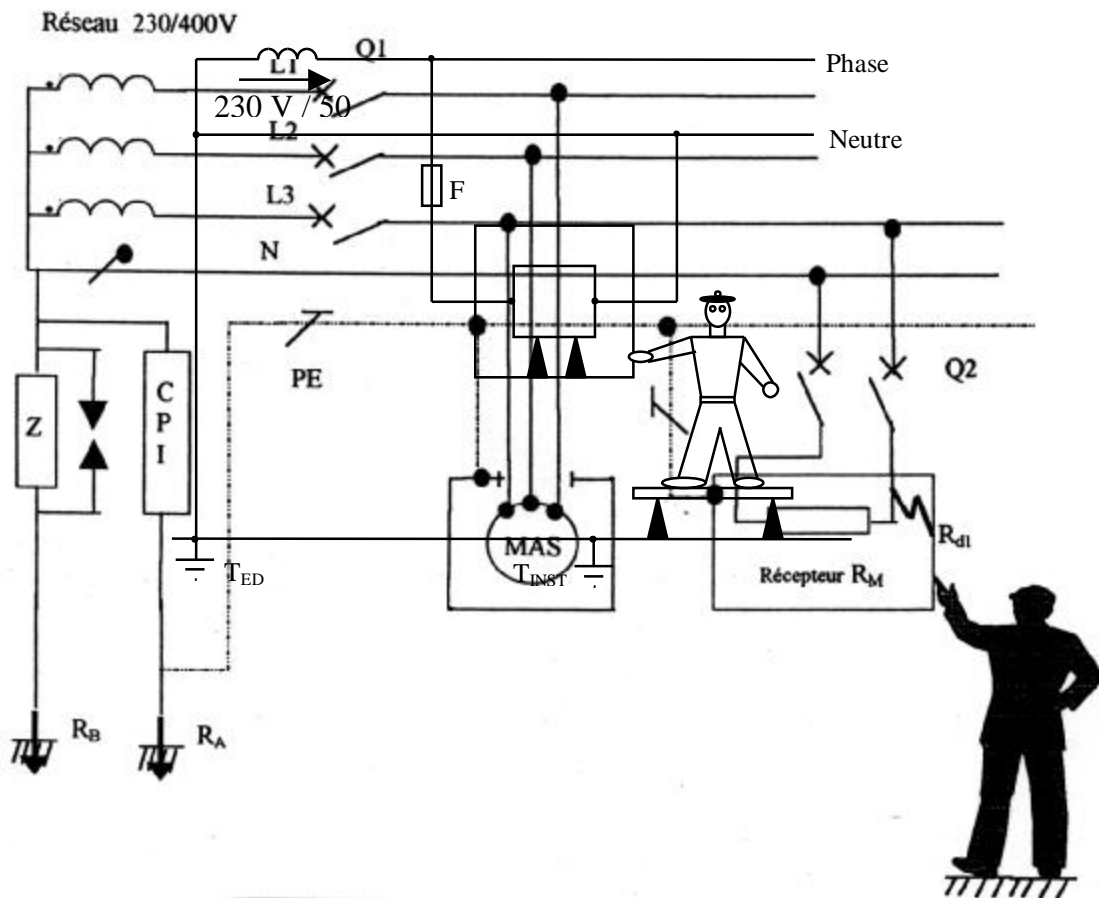 Réseau 230/400V
Q1
Phase
L1
230 V / 50
L2
Neutre
F
L3
N
PE
Q2
C
P
I
Z
MAS
R_d1
T_ED
T_INST
Récepteur R_M
R_B
R_A